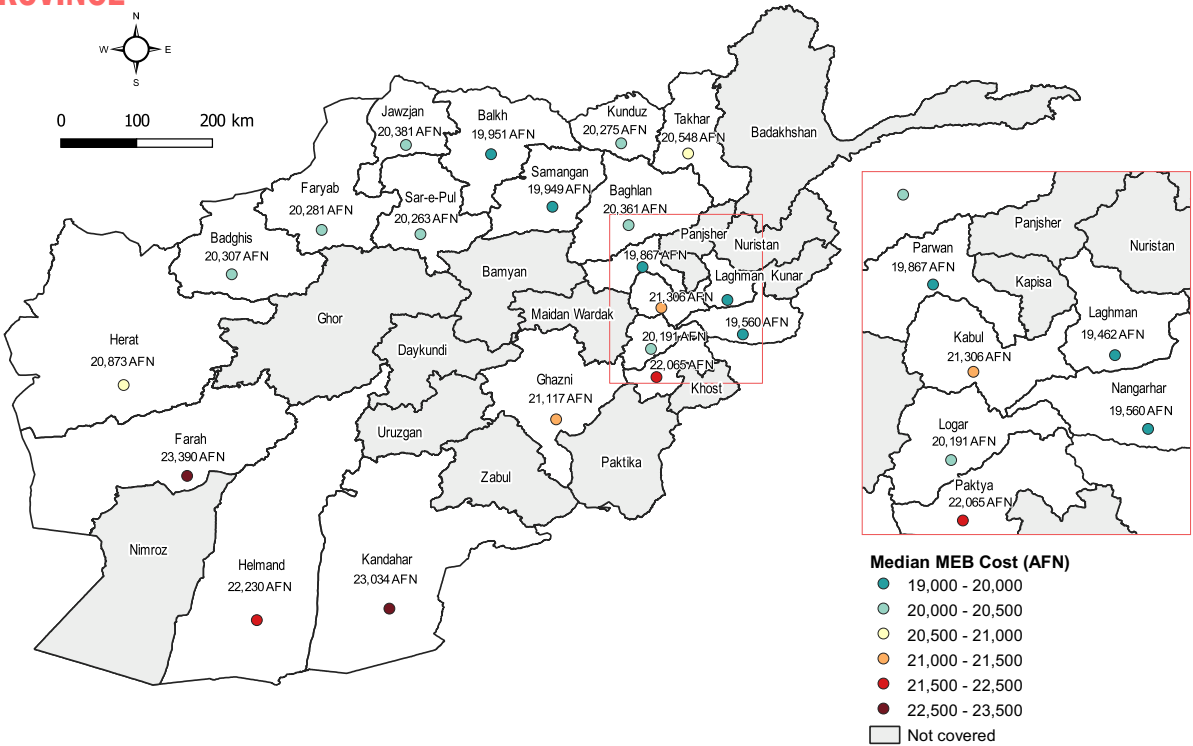 N
W E
S
0 100 200 km
Jawzjan
20,381 AFN
Balkh
19,951 AFN
Kunduz
20,275 AFN
Takhar
20,548 AFN
Badakhshan
Samangan
19,949 AFN
Baghlan
20,361 AFN
Faryab
20,281 AFN
Sar-e-Pul
20,263 AFN
Badghis
20,307 AFN
Panjsher
Nuristan
19,867 AFN
Laghman
Kunar
Bamyan
21,306 AFN
Maidan Wardak
19,560 AFN
Ghor
20,191 AFN
Herat
20,873 AFN
Daykundi
22,065 AFN
Khost
Ghazni
21,117 AFN
Uruzgan
Farah
23,390 AFN
Paktika
Zabul
Nimroz
Helmand
22,230 AFN
Kandahar
23,034 AFN
Panjsher
Nuristan
Parwan
19,867 AFN
Kapisa
Laghman
19,462 AFN
Kabul
21,306 AFN
Nangarhar
19,560 AFN
Logar
20,191 AFN
Paktya
22,065 AFN
Median MEB Cost (AFN)
19,000 - 20,000
20,000 - 20,500
20,500 - 21,000
21,000 - 21,500
21,500 - 22,500
22,500 - 23,500
Not covered